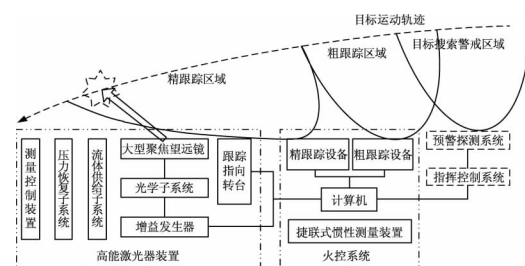 目标运动轨迹
粗跟踪区域
目标搜索警戒区域
精跟踪区域
测量控制装置
压力恢复子系统
流体供给子系统
大型聚焦望远镜
光学子系统
增益发生器
跟踪指向转台
高能激光器装置
精跟踪设备
粗跟踪设备
计算机
捷联式惯性测量装置
火控系统
预警探测系统
指挥控制系统